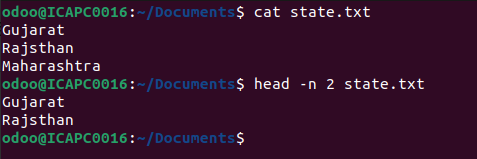 odoo@ICAPC0016:~/Documents$ cat state.txt
Gujarat
Rajsthan
Maharashtra
odoo@ICAPC0016:~/Documents$ head -n 2 state.txt
Gujarat
Rajsthan
odoo@ICAPC0016:~/Documents$